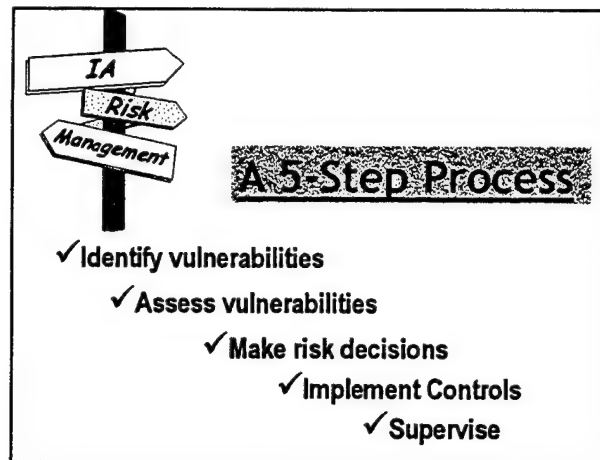 IA
Risk
Management
A 5-Step Process
✓Identify vulnerabilities
✓Assess vulnerabilities
✓Make risk decisions
✓Implement Controls
✓Supervise